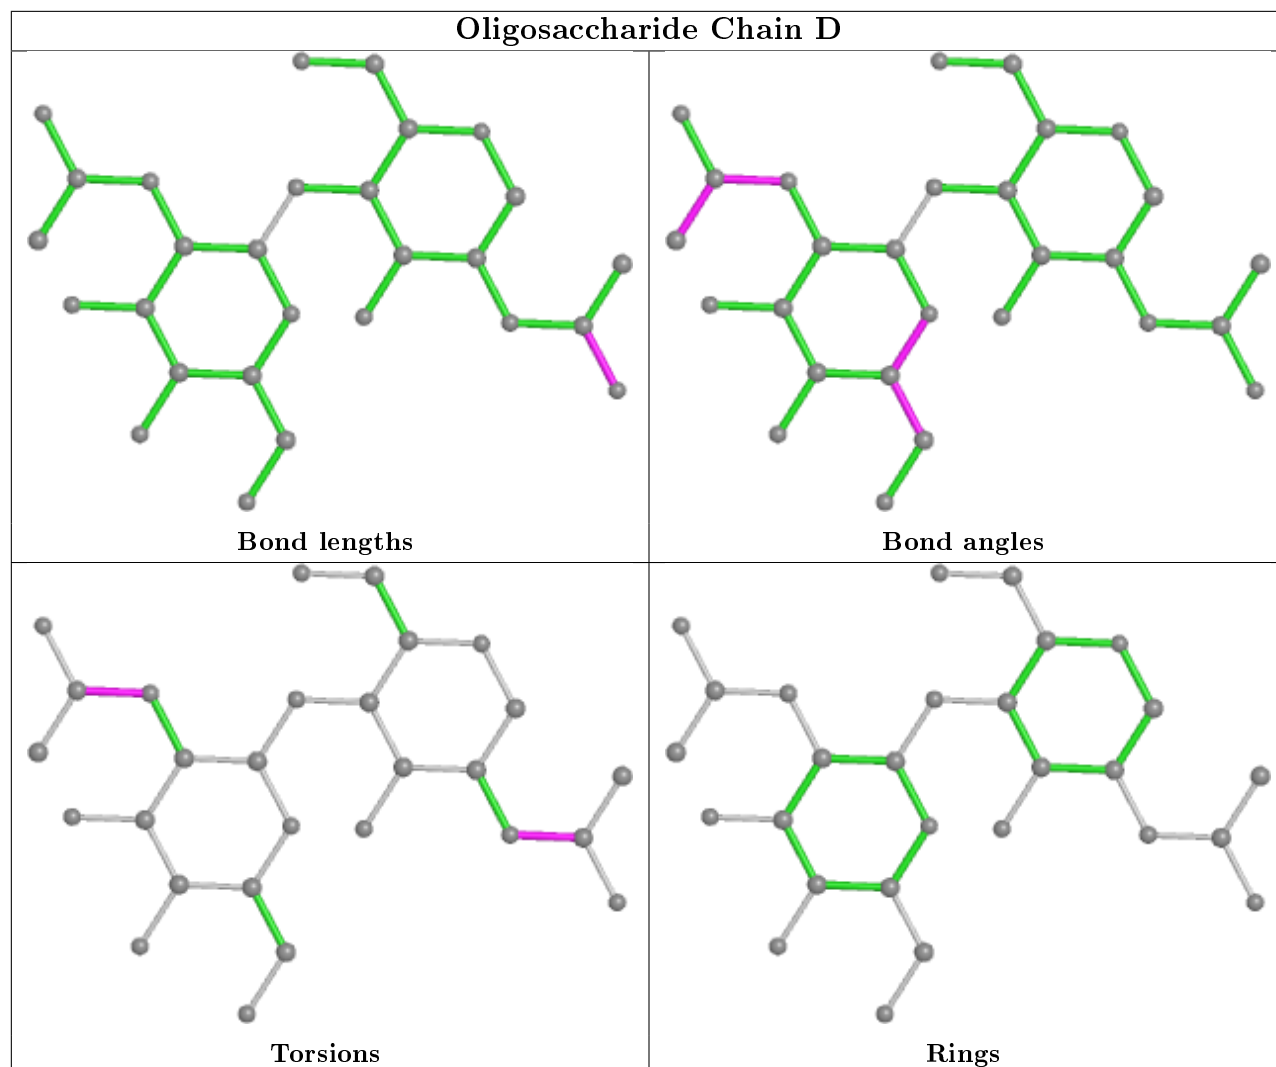 Oligosaccharide Chain D
Bond lengths
Bond angles
Torsions
Rings